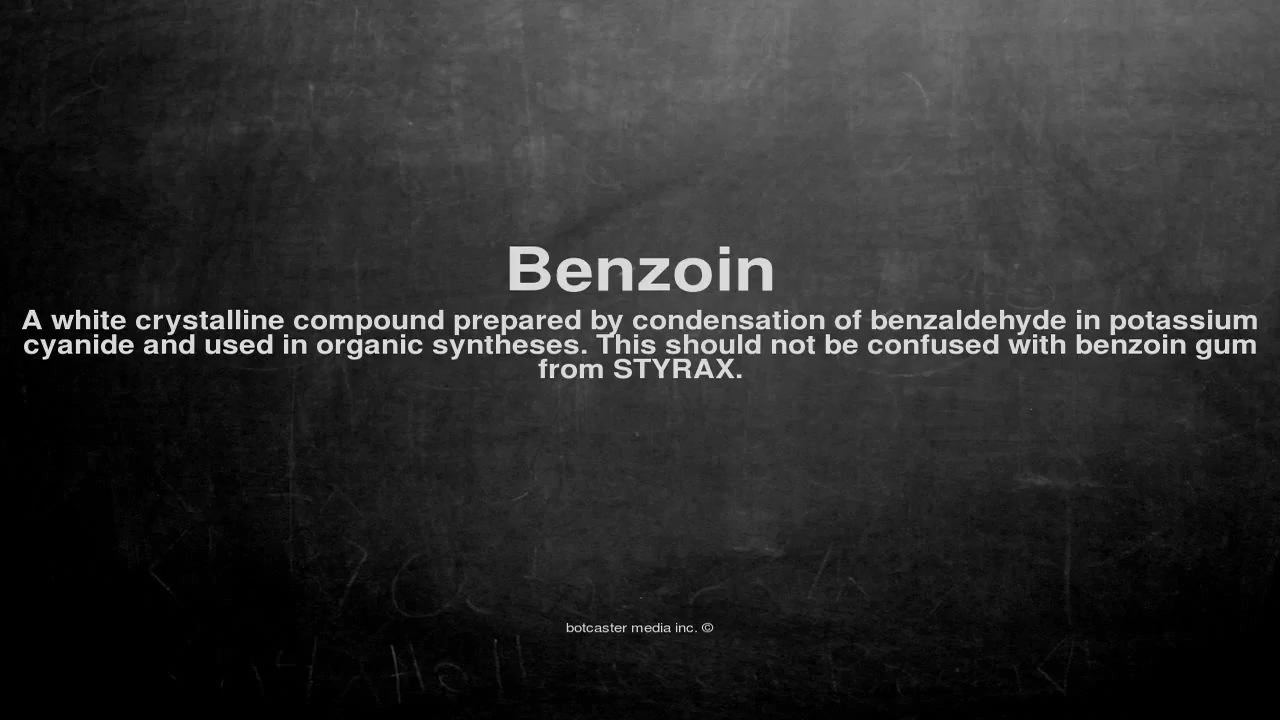 Benzoin
A white crystalline compound prepared by condensation of benzaldehyde in potassium
cyanide and used in organic syntheses. This should not be confused with benzoin gum
from STYRAX.
botcaster media inc. ©